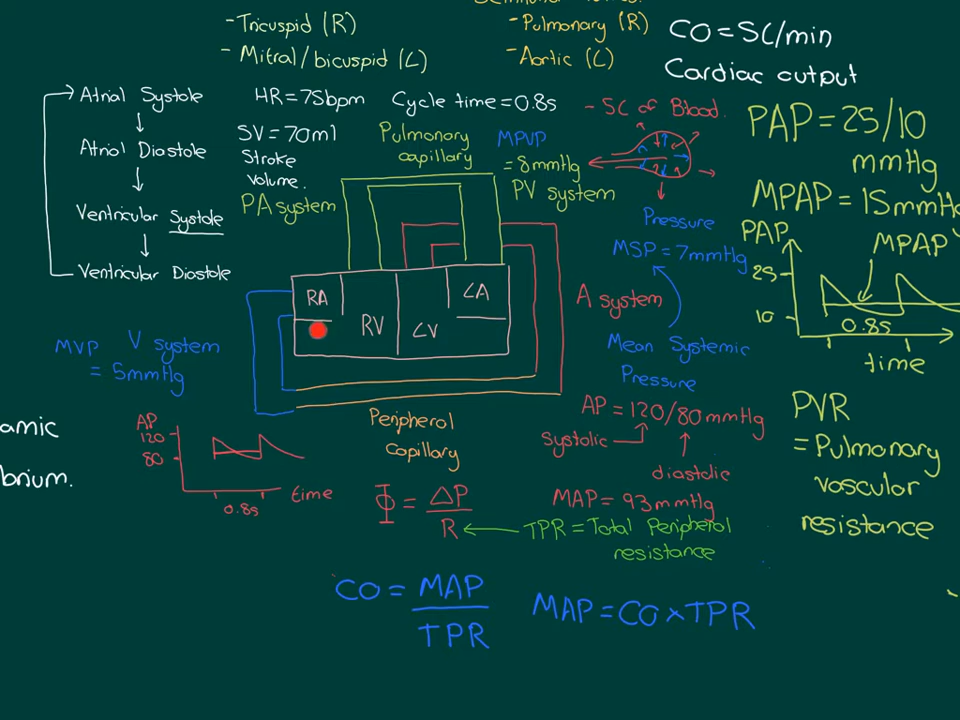 -Tricuspid (R)
-Mitral/bicuspid (L)
-Pulmonary (R)
-Aortic (L)
CO=5L/min
Cardiac output
Atrial Systole
Atrial Diastole
Ventricular Systole
Ventricular Diastole
HR=75bpm
Cycle time=0.8s
SV=70ml
Stroke
Volume.
PA system
Pulmonary
capillary
MPVP
=8mmHg
PV system
-5L of Blood.
Pressure
MSP=7mmHg
Mean Systemic
Pressure
PAP=25/10
mmHg
MPAP=15mmHg
PAP
MPAP
25
10
0.8s
time
RA
RV
LV
LA
A system
MVP
V system
=5mmHg
amic
brium.
AP
120
80
0.8s
time
Peripheral
Capillary
Φ=ΔP
R
TPR=Total Peripheral
resistance
AP=120/80mmHg
systolic
diastolic
MAP=93mmHg
PVR
=Pulmonary
vascular
resistance
CO=MAP
TPR
MAP=CO×TPR